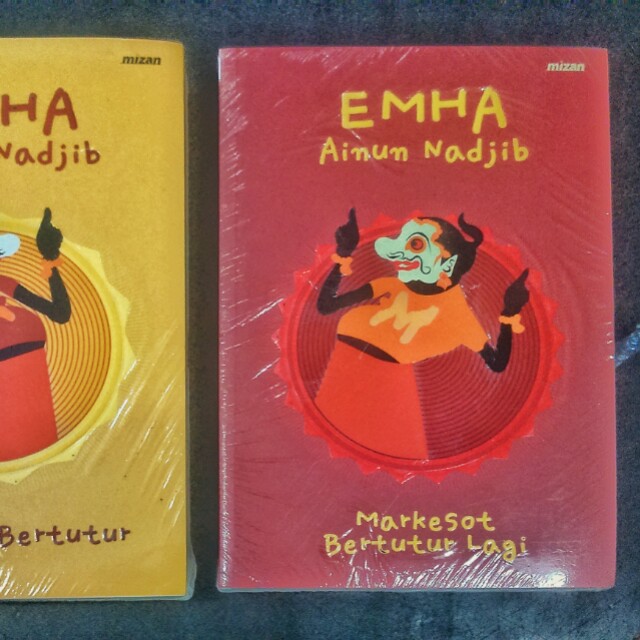 mizan
HA
Nadjib
Bertutur
mizan
EMHA
Ainun Nadjib
M
Markesot
Bertutur Lagi